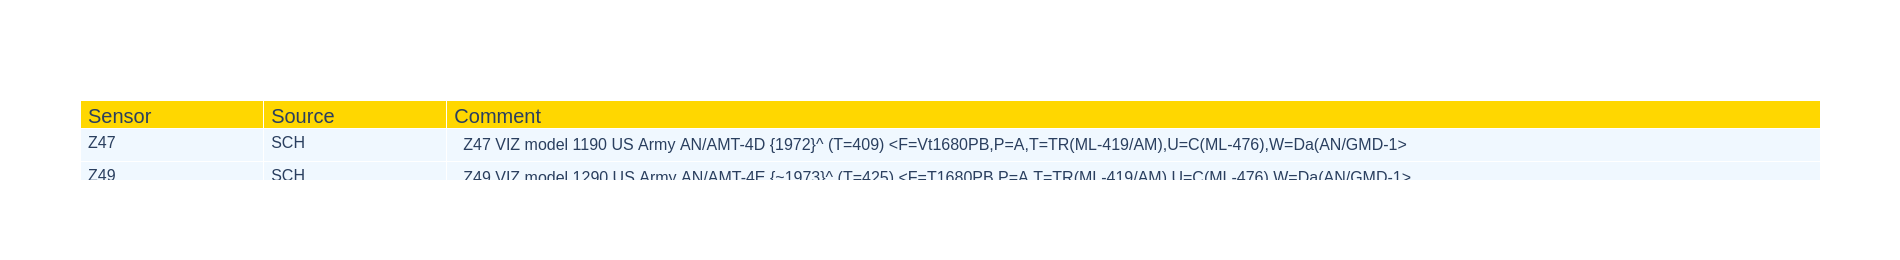 Sensor Source Comment
Z47 SCH Z47 VIZ model 1190 US Army AN/AMT-4D {1972}^ (T=409) <F=Vt1680PB,P=A,T=TR(ML-419/AM),U=C(ML-476),W=Da(AN/GMD-1>
Z49 SCH Z49 VIZ model 1290 US Army AN/AMT-4E {~1973}^ (T=425) <F=T1680PB,P=A,T=TR(ML-419/AM),U=C(ML-476),W=Da(AN/GMD-1>